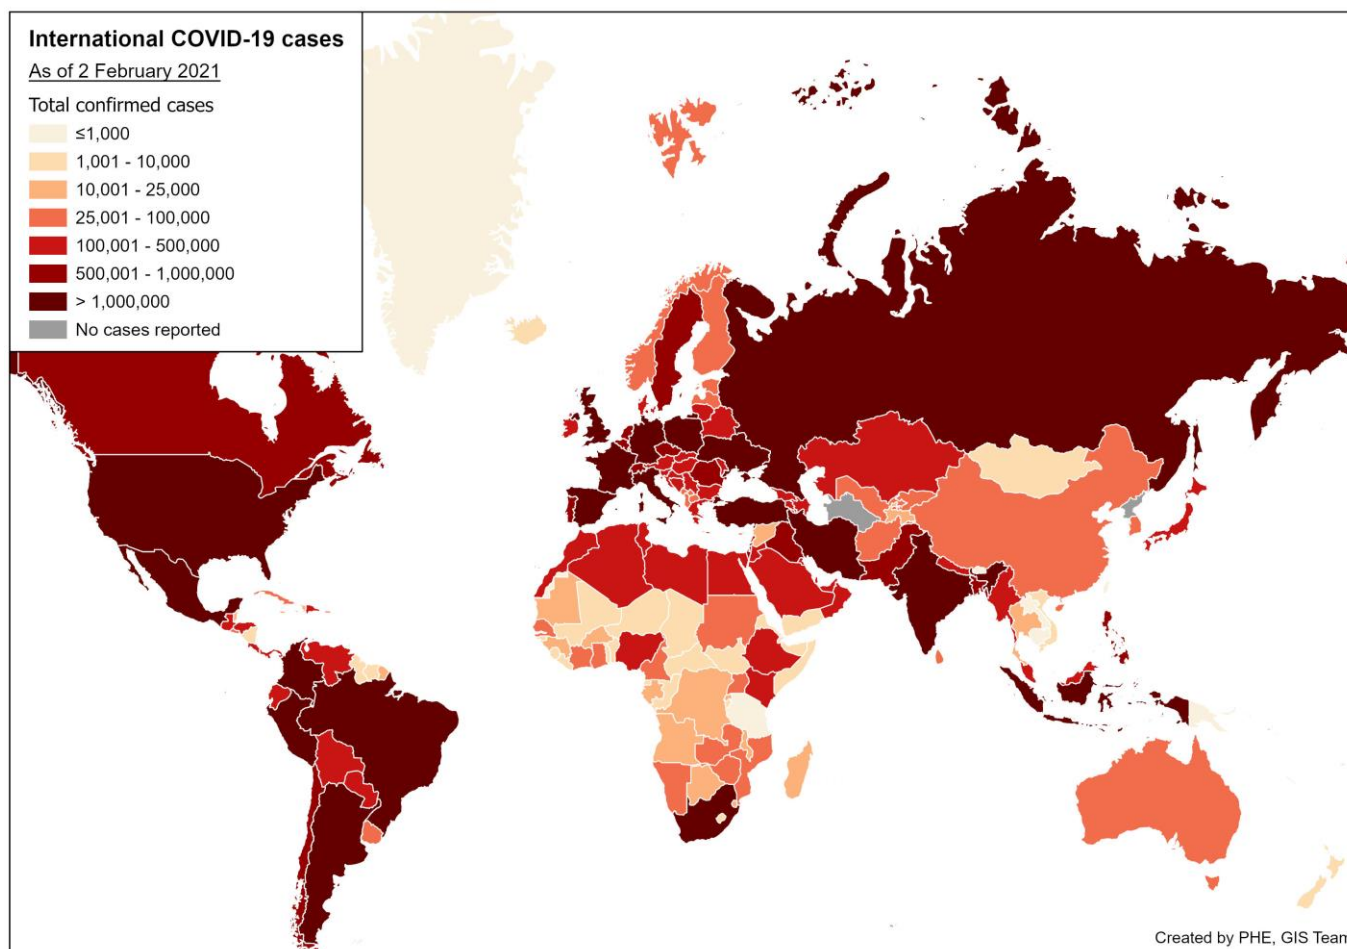 International COVID-19 cases
As of 2 February 2021
Total confirmed cases
≤1,000
1,001 - 10,000
10,001 - 25,000
25,001 - 100,000
100,001 - 500,000
500,001 - 1,000,000
> 1,000,000
No cases reported
Created by PHE, GIS Team